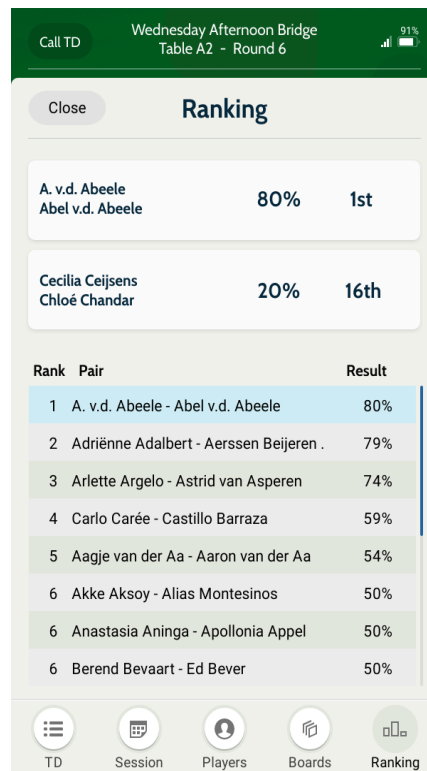 Call TD
Wednesday Afternoon Bridge
Table A2 - Round 6
91%
Close
Ranking
A. v.d. Abeele
Abel v.d. Abeele
80%
1st
Cecilia Ceijsens
Chloé Chandar
20%
16th
Rank Pair Result
1 A. v.d. Abeele - Abel v.d. Abeele 80%
2 Adriënne Adalbert - Aerssen Beijeren . 79%
3 Arlette Argelo - Astrid van Asperen 74%
4 Carlo Carée - Castillo Barraza 59%
5 Aagje van der Aa - Aaron van der Aa 54%
6 Akke Aksoy - Alias Montesinos 50%
6 Anastasia Aninga - Apollonia Appel 50%
6 Berend Bevaart - Ed Bever 50%
TD Session Players Boards Ranking